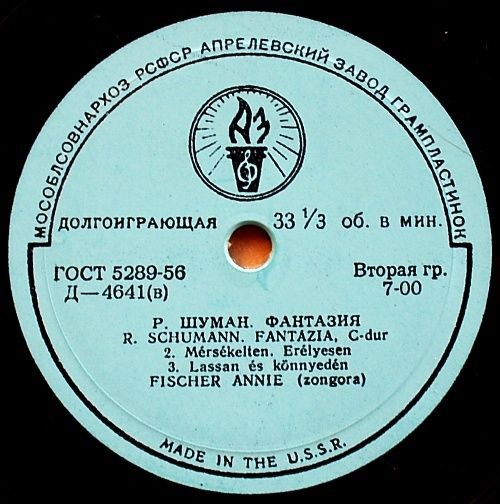 МОСОБЛСОВНАРХОЗ РСФСР АПРЕЛЕВСКИЙ ЗАВОД ГРАМПЛАСТИНОК
АЗ
ДОЛГОИГРАЮЩАЯ 33 1/3 об. в мин.
ГОСТ 5289-56 Вторая гр.
Д—4641(в) 7-00
Р. ШУМАН. ФАНТАЗИЯ
R. SCHUMANN. FANTÁZIA, C-dur
2. Mérsékelten. Erélyesen
3. Lassan és könnyedén
FISCHER ANNIE (zongora)
MADE IN THE U.S.S.R.